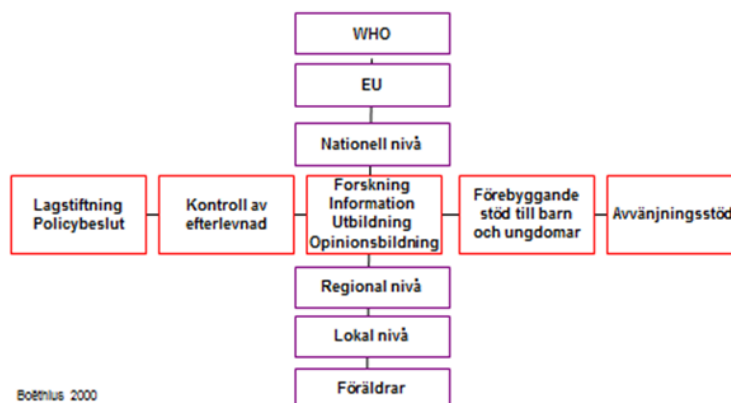 WHO
EU
Nationell nivå
Lagstiftning
Policybeslut
Kontroll av
efterlevnad
Forskning
Information
Utbildning
Opinionsbildning
Förebyggande
stöd till barn
och ungdomar
Avvänjningsstöd
Regional nivå
Lokal nivå
Föräldrar
Boëthius 2000